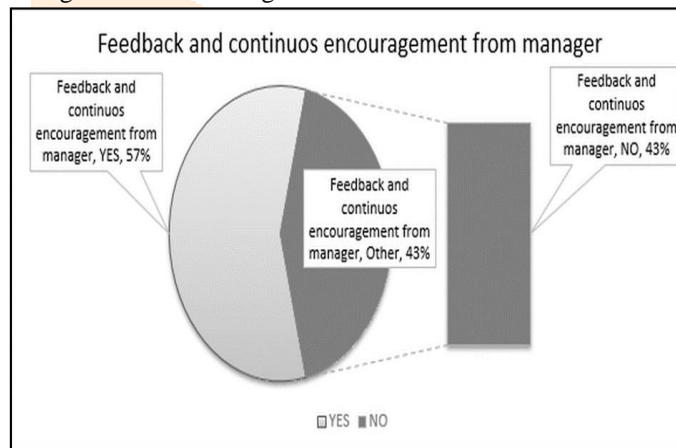 Feedback and continuos encouragement from manager
Feedback and
continuos
encouragement from
manager, YES, 57%
Feedback and
continuos
encouragement from
manager, NO, 43%
Feedback and
continuos
encouragement from
manager, Other, 43%
YES NO